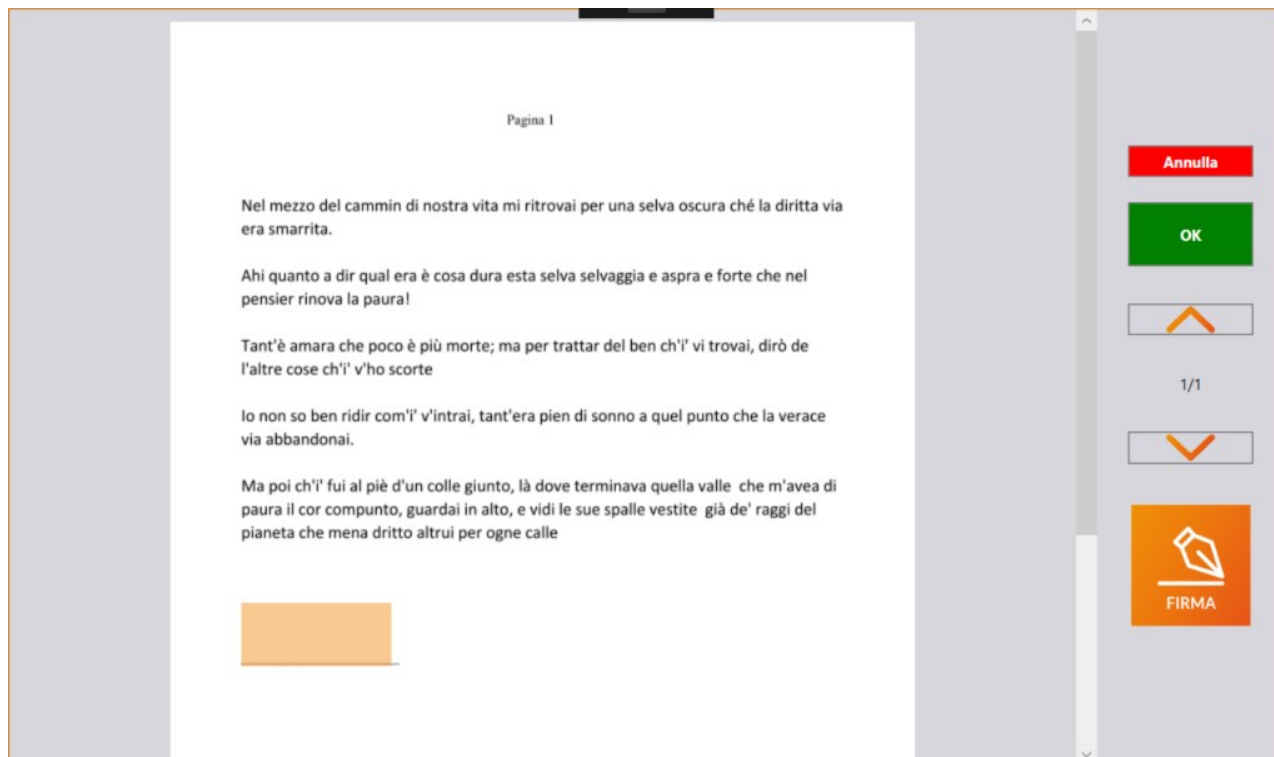 Pagina 1
Nel mezzo del cammin di nostra vita mi ritrovai per una selva oscura ché la diritta via
era smarrita.
Ahi quanto a dir qual era è cosa dura esta selva selvaggia e aspra e forte che nel
pensier rinova la paura!
Tant'è amara che poco è più morte; ma per trattar del ben ch'i' vi trovai, dirò de
l'altre cose ch'i' v'ho scorte
Io non so ben ridir com'i' v'intrai, tant'era pien di sonno a quel punto che la verace
via abbandonai.
Ma poi ch'i' fui al piè d'un colle giunto, là dove terminava quella valle  che m'avea di
paura il cor compunto, guardai in alto, e vidi le sue spalle vestite  già de' raggi del
pianeta che mena dritto altrui per ogne calle
Annulla
OK
1/1
FIRMA